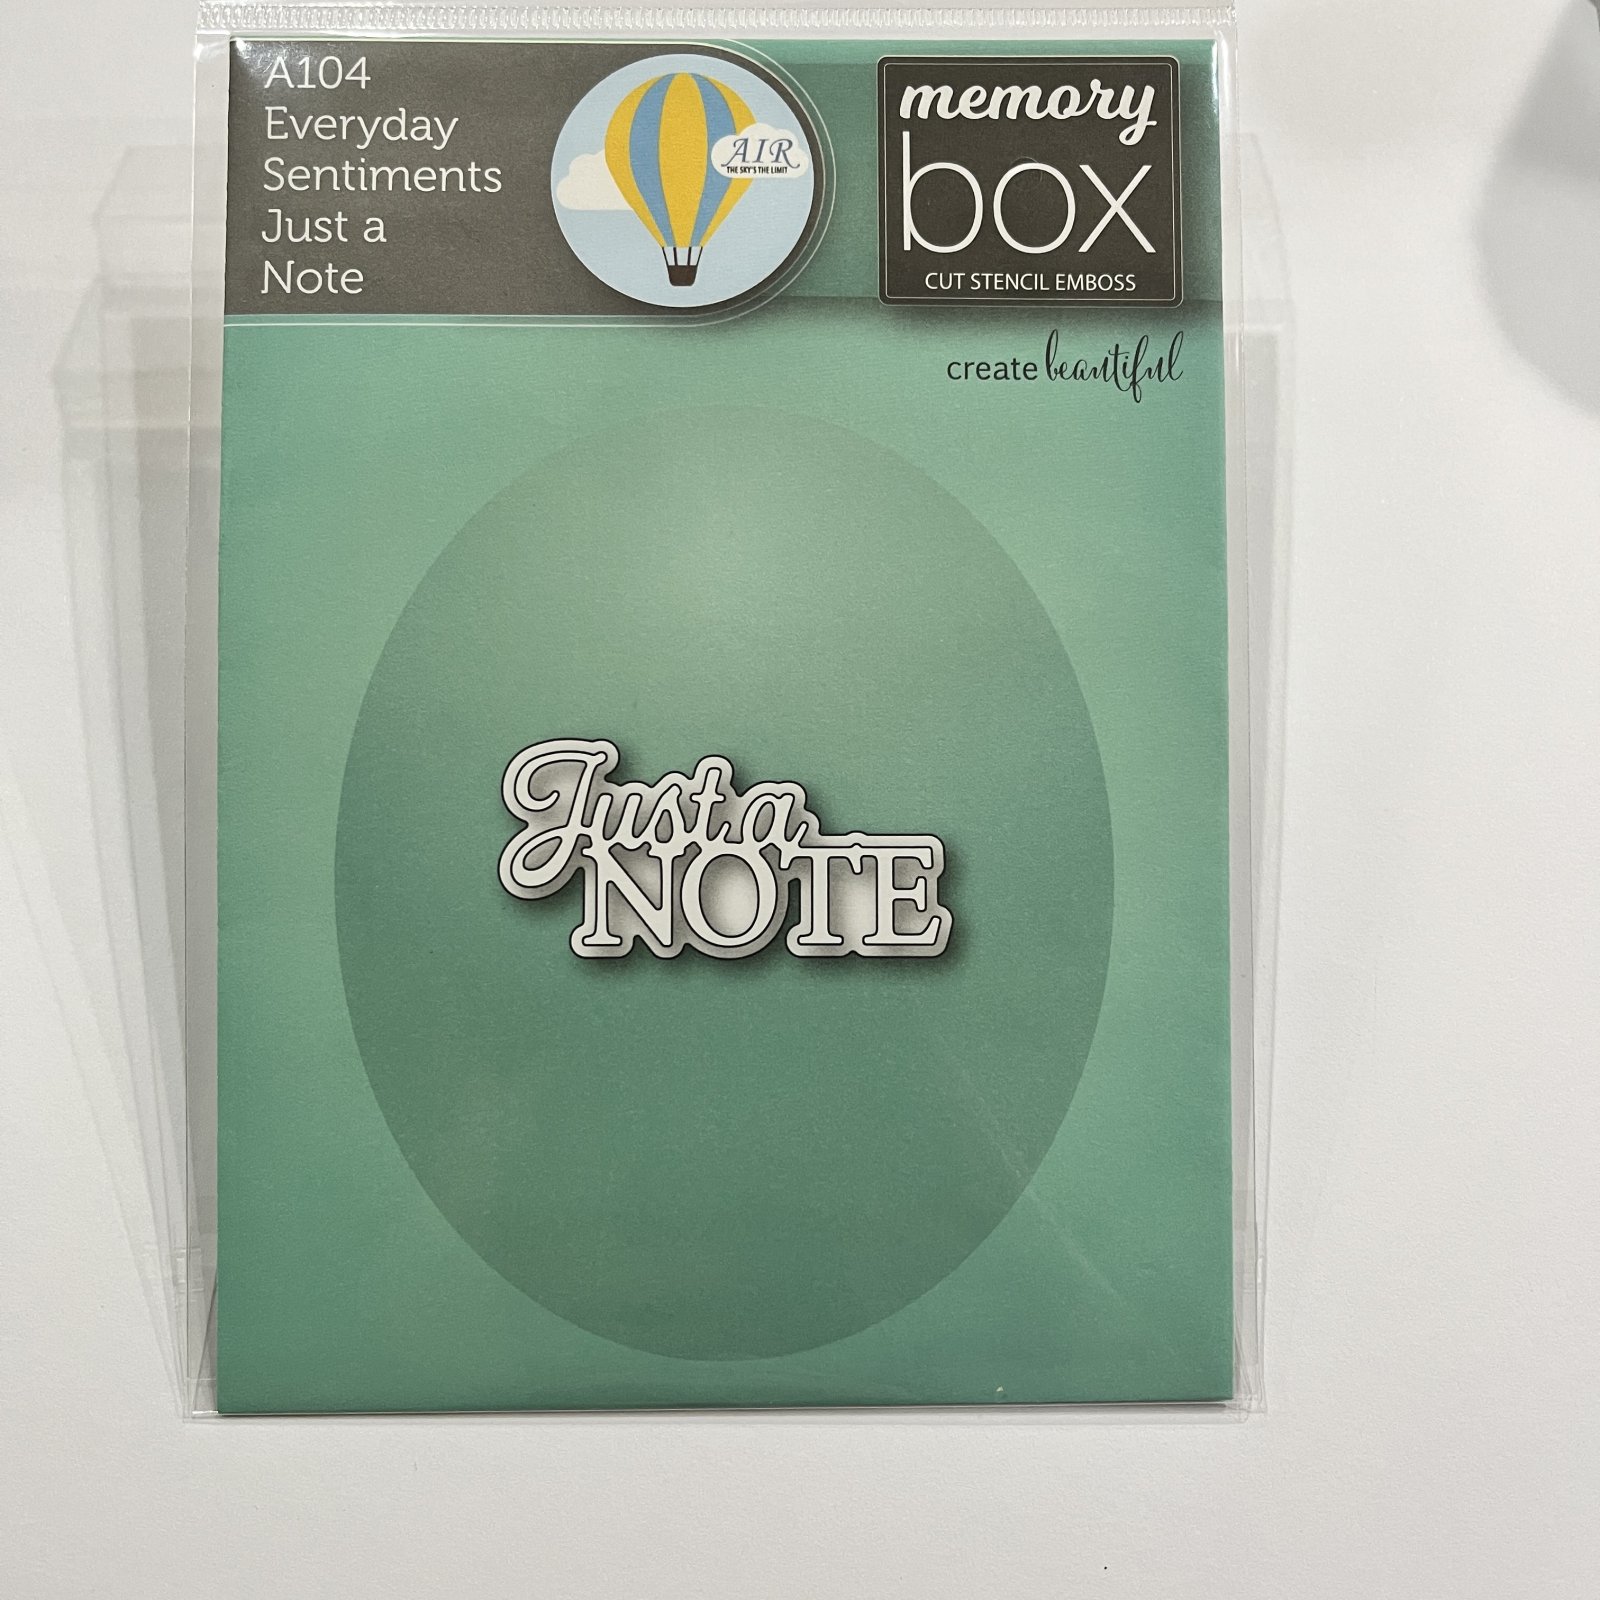 A104
Everyday
Sentiments
Just a
Note
AIR
THE SKY'S THE LIMIT
memory
box
CUT STENCIL EMBOSS
create beautiful
Just a
NOTE